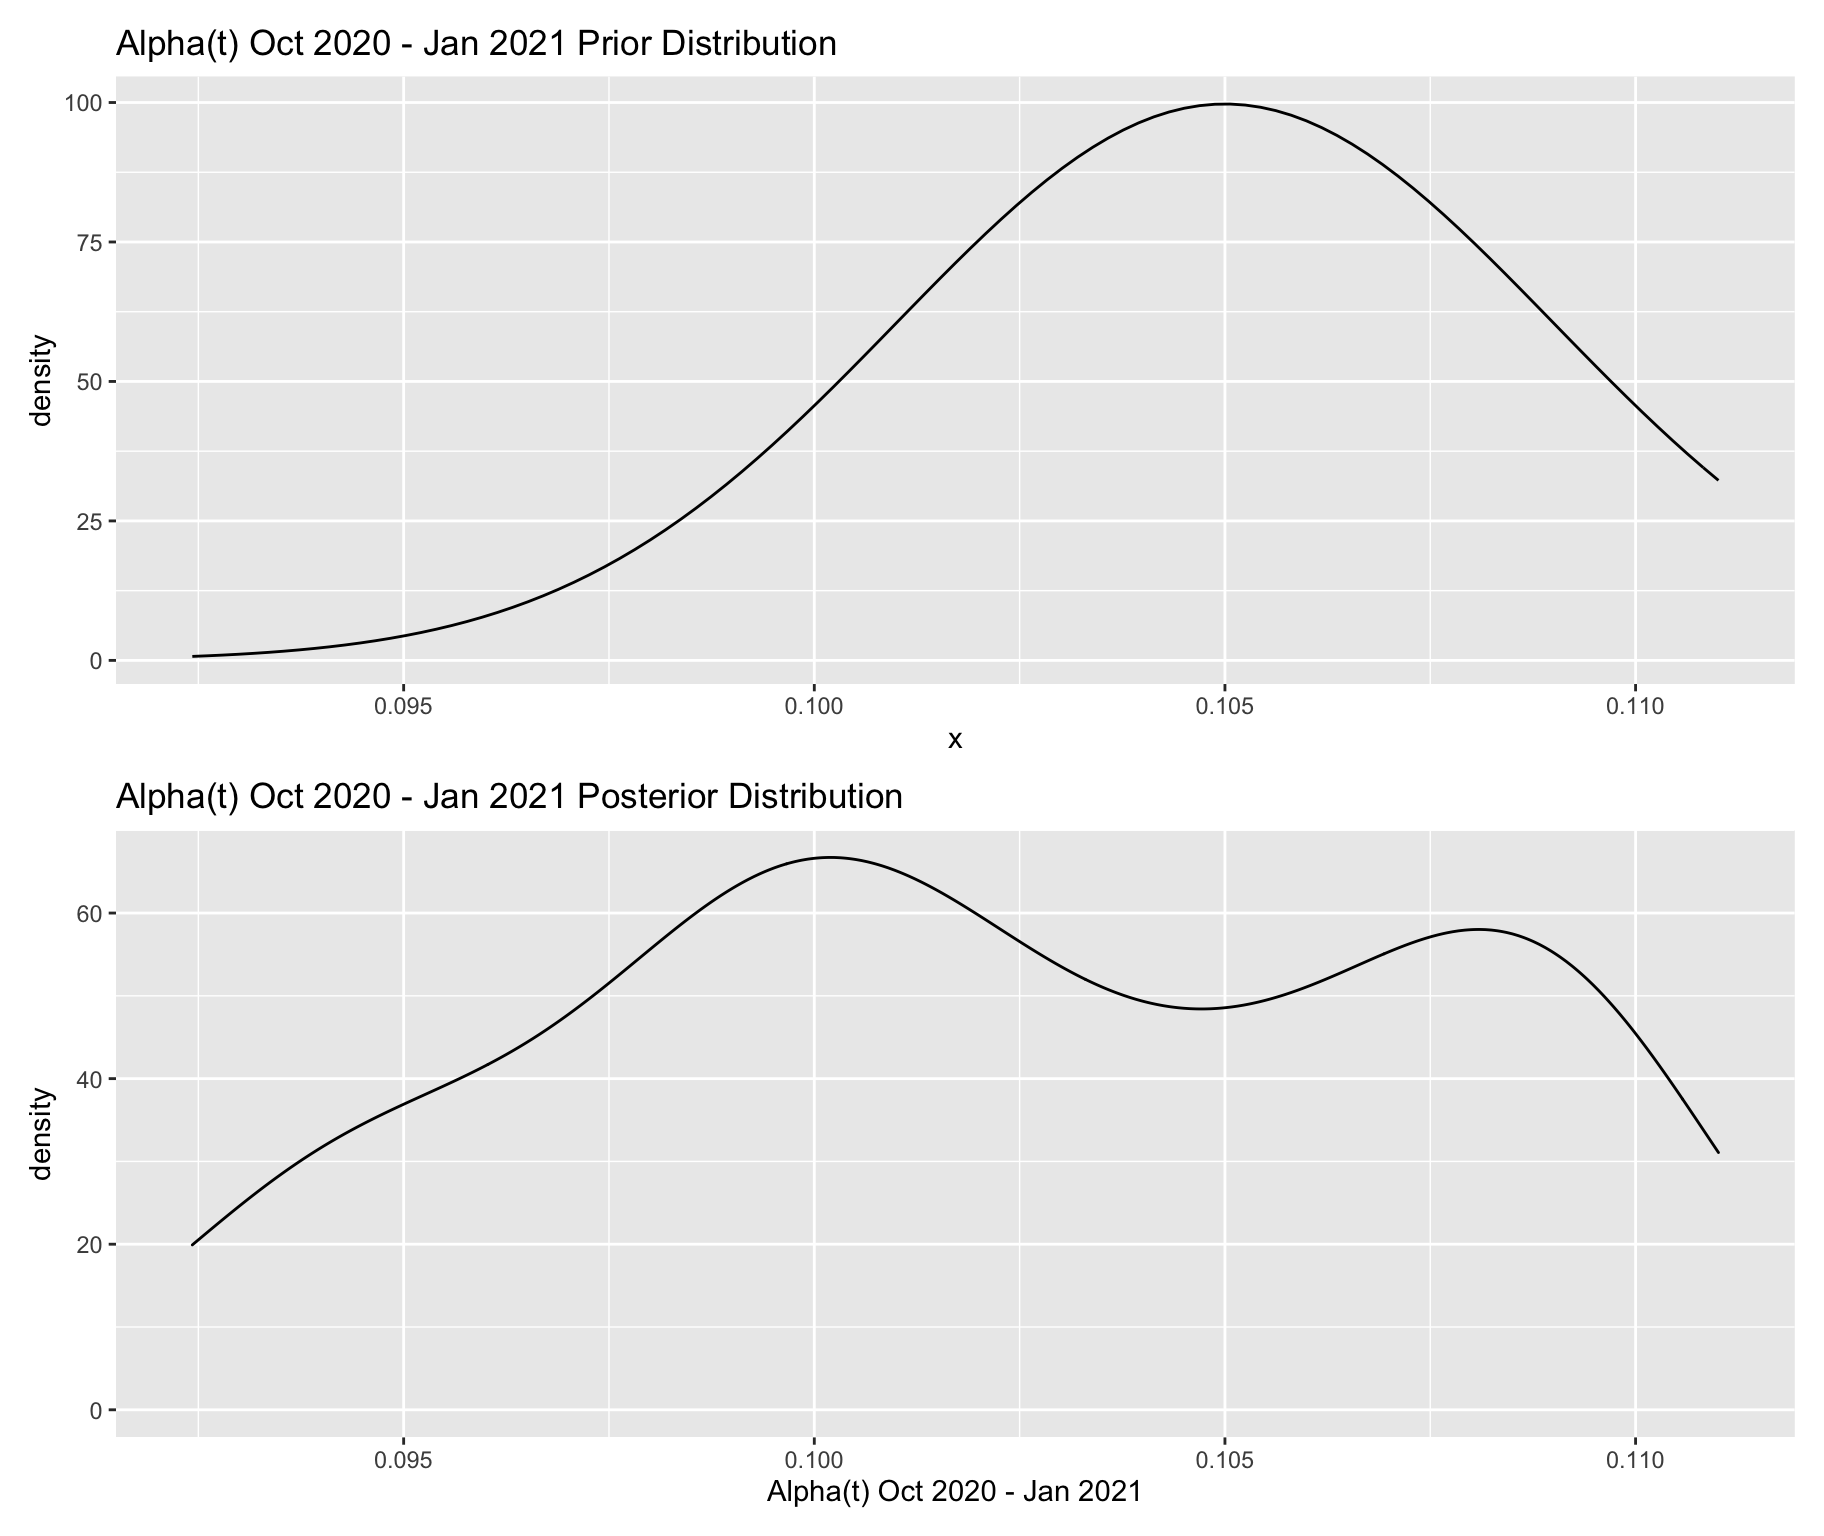 Alpha(t) Oct 2020 - Jan 2021 Prior Distribution
100
75
50
25
0
density
0.095 0.100 0.105 0.110
x
Alpha(t) Oct 2020 - Jan 2021 Posterior Distribution
60
40
20
0
density
0.095 0.100 0.105 0.110
Alpha(t) Oct 2020 - Jan 2021